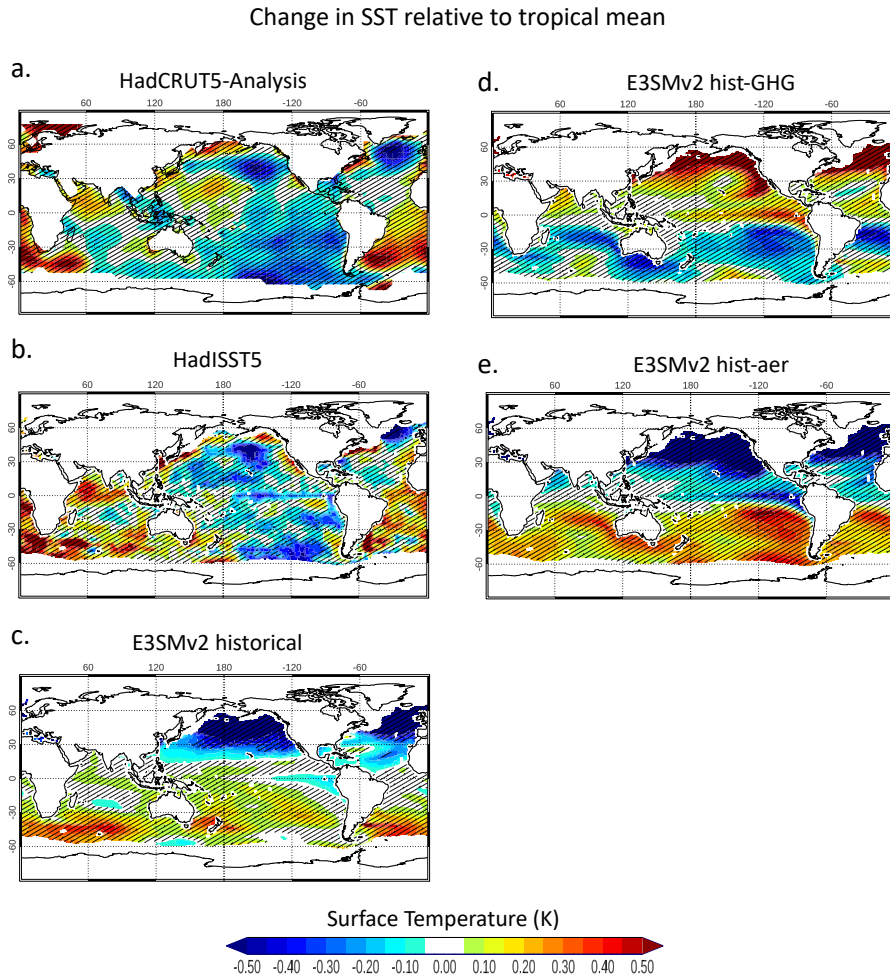 Change in SST relative to tropical mean
a.
HadCRUT5-Analysis
60 120 180 -120 -60
60
30
0
-30
-60
b.
HadISST5
60 120 180 -120 -60
60
30
0
-30
-60
c.
E3SMv2 historical
60 120 180 -120 -60
60
30
0
-30
-60
d.
E3SMv2 hist-GHG
60 120 180 -120 -60
60
30
0
-30
-60
e.
E3SMv2 hist-aer
60 120 180 -120 -60
60
30
0
-30
-60
Surface Temperature (K)
-0.50 -0.40 -0.30 -0.20 -0.10 0.00 0.10 0.20 0.30 0.40 0.50